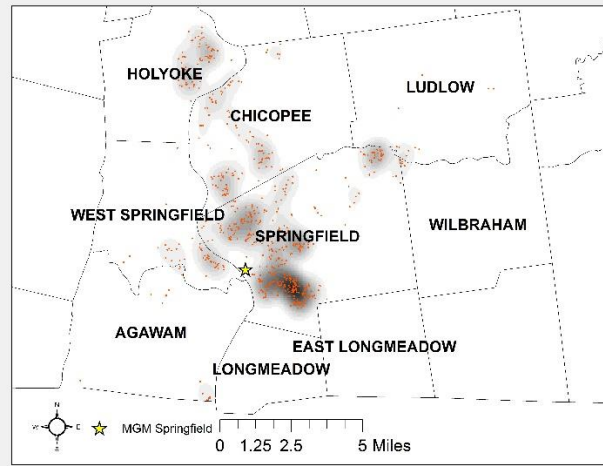 HOLYOKE
LUDLOW
CHICOPEE
WEST SPRINGFIELD
SPRINGFIELD
WILBRAHAM
AGAWAM
EAST LONGMEADOW
LONGMEADOW
N
W E
S
MGM Springfield
0 1.25 2.5 5 Miles